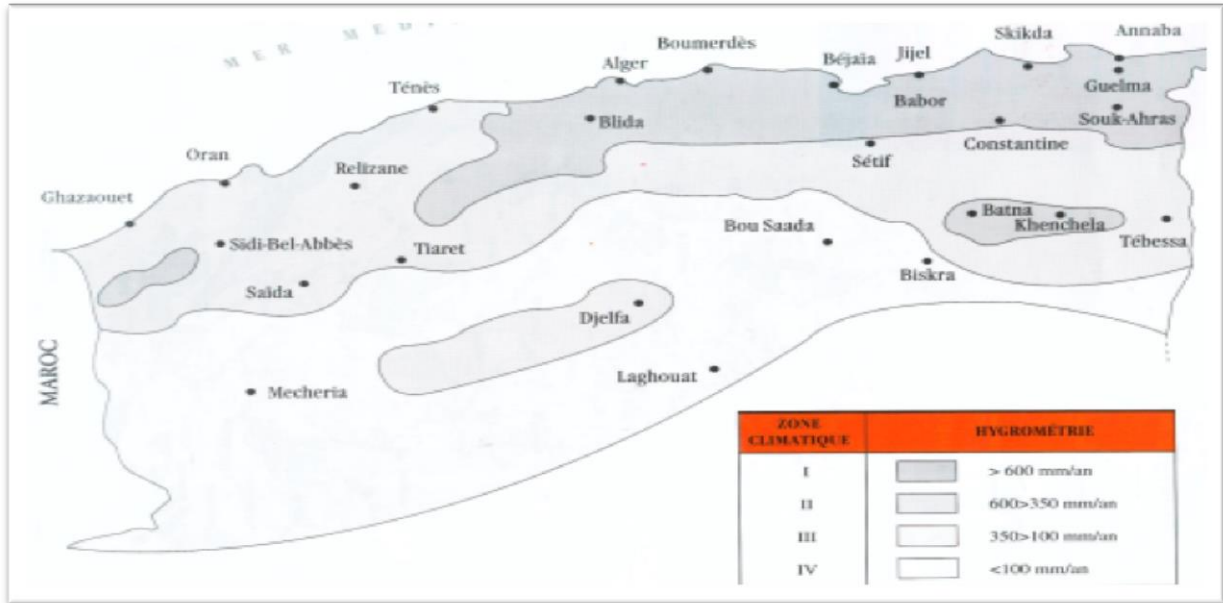 MER MÉD
Skikda
Annaba
Boumerdès
Jijel
Alger
Béjaïa
Ténès
Guelma
Babor
Blida
Souk-Ahras
Oran
Constantine
Relizane
Sétif
Ghazaouet
Batna
Khenchela
Sidi-Bel-Abbès
Bou Saada
Tébessa
Tiaret
Biskra
Saïda
Djelfa
MAROC
Laghouat
Mecheria
ZONE CLIMATIQUE
HYGROMÉTRIE
I > 600 mm/an
II 600>350 mm/an
III 350>100 mm/an
IV <100 mm/an